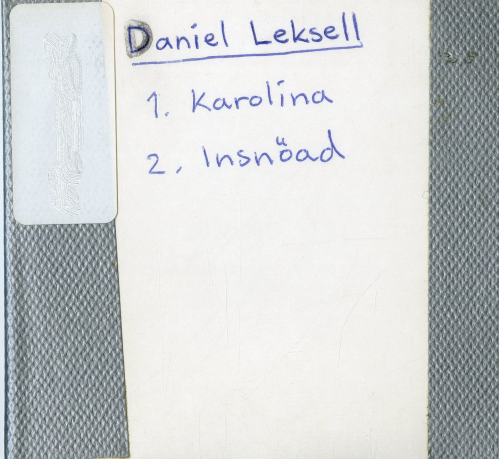 Daniel Leksell
1. Karolina
2. Insnöad